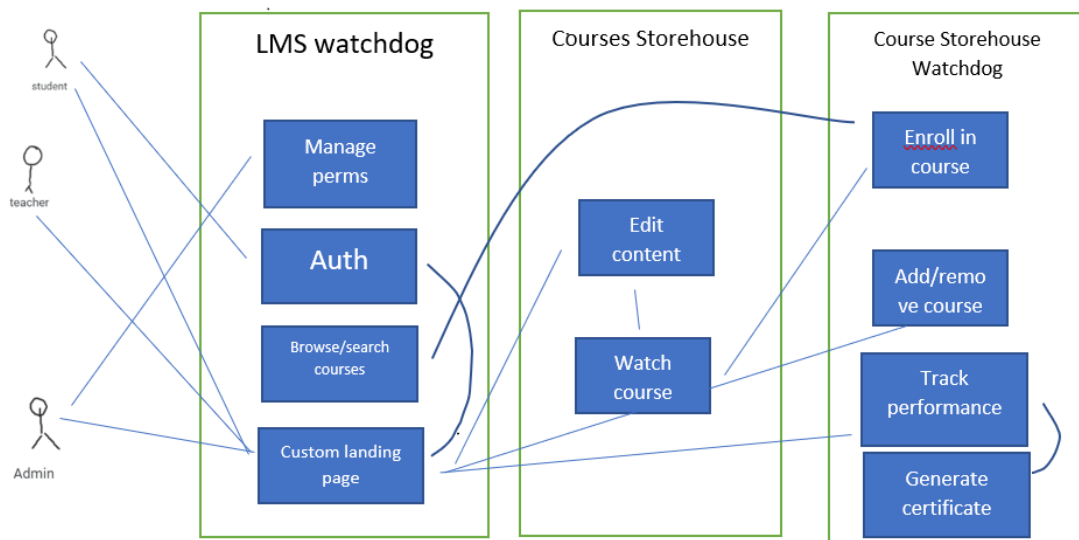 student
teacher
Admin
LMS watchdog
Manage
perms
Auth
Browse/search
courses
Custom landing
page
Courses Storehouse
Edit
content
Watch
course
Course Storehouse
Watchdog
Enroll in
course
Add/remo
ve course
Track
performance
Generate
certificate